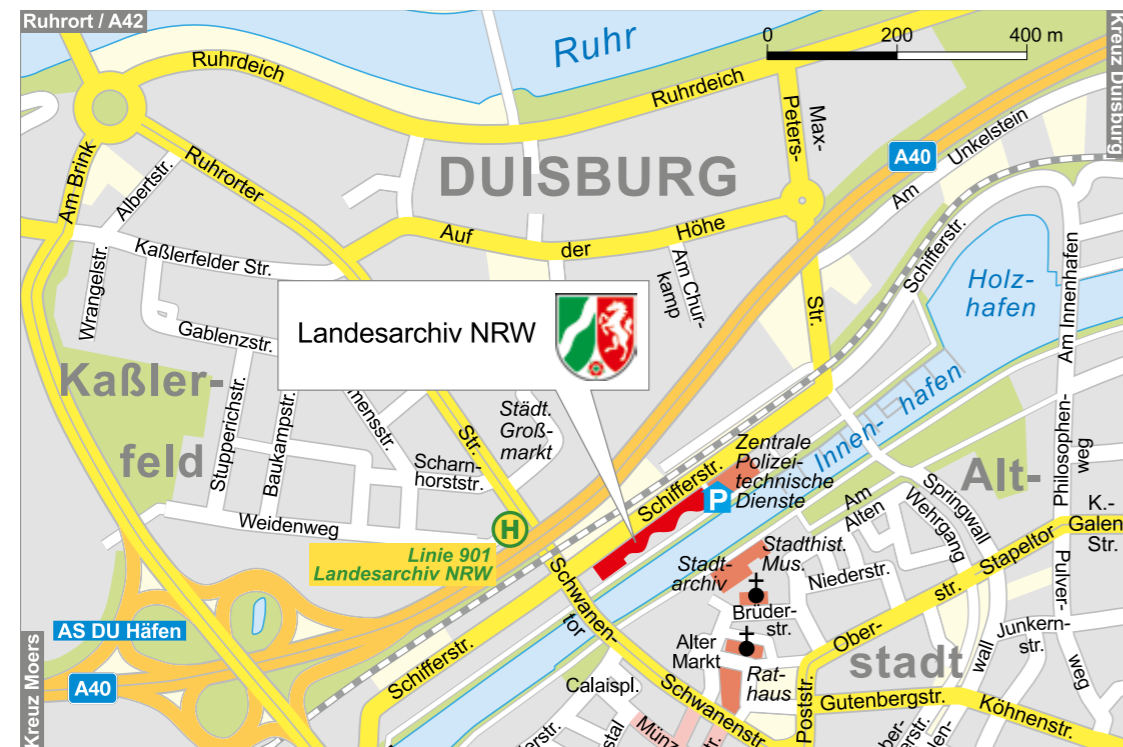 Ruhrort / A42
Kreuz Duisburg
Ruhr
0 200 400 m
Ruhrdeich
Ruhrdeich
Max-
Peters-
Str.
A40
Am Unkelstein
Am Brink
Albertstr.
Ruhrorter
Str.
DUISBURG
Auf der Höhe
Am Chur-
kamp
Kaßlerfelder Str.
Wrangelstr.
Gablenzstr.
Schifferstr.
Holz-
hafen
Am Innenhafen
Landesarchiv NRW
Kaßler-
feld
Stupperichstr.
Baukampstr.
Städt.
Groß-
markt
Scharn-
horststr.
Weidenweg
H
Linie 901
Landesarchiv NRW
Schifferstr.
P
Zentrale
Polizei-
technische
Dienste
Innen-
hafen
Alt-
stadt
Philosophen-
weg
Springwall
Wehrgang
Am
Alten
K.-
Galen
Str.
Stapeltor
Stadthist.
Mus.
Stadt-
archiv
Niederstr.
Brüder-
str.
Ober-
str.
Schwanen-
tor
Alter
Markt
Rat-
haus
Calaispl.
Schwanenstr.
Poststr.
Gutenbergstr.
Köhnenstr.
Junkern-
str.
wall
weg
AS DU Häfen
A40
Kreuz Moers
Schifferstr.